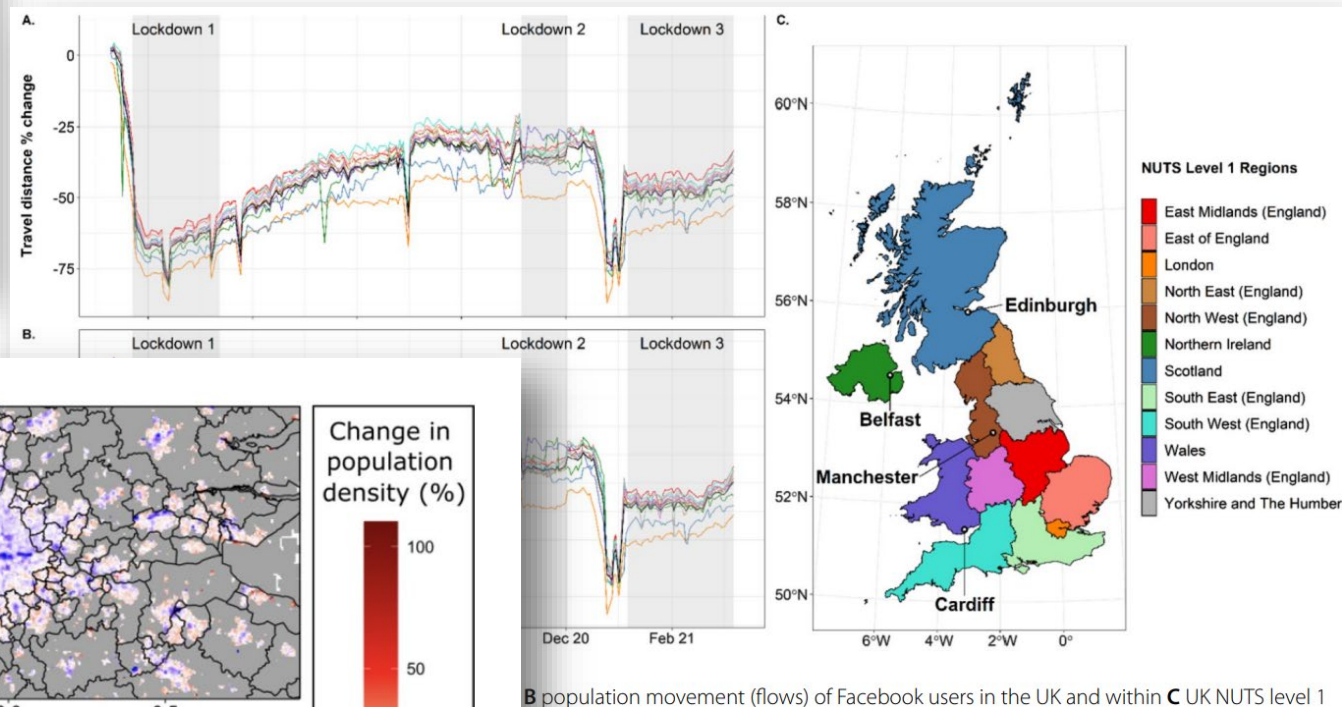 A.
Lockdown 1
Lockdown 2
Lockdown 3
Travel distance % change
0
-25
-50
-75
B.
Lockdown 1
Lockdown 2
Lockdown 3
Dec 20
Feb 21
C.
60°N
58°N
56°N
54°N
52°N
50°N
6°W
4°W
2°W
0°
Edinburgh
Belfast
Manchester
Cardiff
NUTS Level 1 Regions
East Midlands (England)
East of England
London
North East (England)
North West (England)
Northern Ireland
Scotland
South East (England)
South West (England)
Wales
West Midlands (England)
Yorkshire and The Humber
Change in
population
density (%)
100
50
B population movement (flows) of Facebook users in the UK and within C UK NUTS level 1